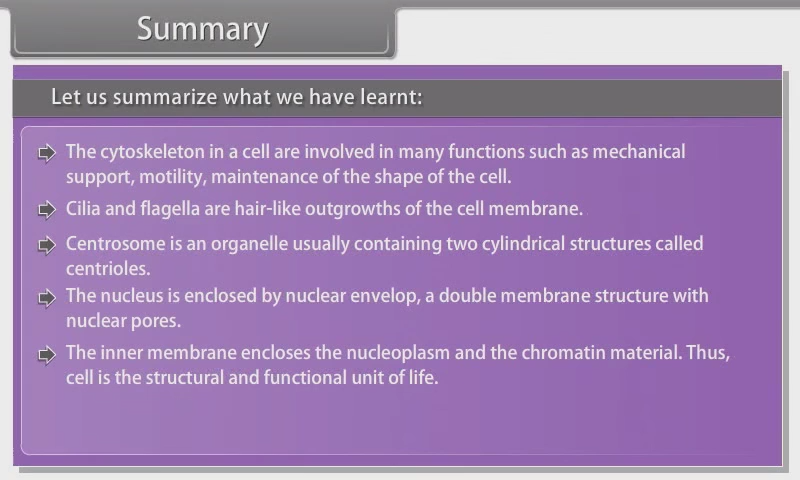 Summary
Let us summarize what we have learnt:
The cytoskeleton in a cell are involved in many functions such as mechanical
support, motility, maintenance of the shape of the cell.
Cilia and flagella are hair-like outgrowths of the cell membrane.
Centrosome is an organelle usually containing two cylindrical structures called
centrioles.
The nucleus is enclosed by nuclear envelop, a double membrane structure with
nuclear pores.
The inner membrane encloses the nucleoplasm and the chromatin material. Thus,
cell is the structural and functional unit of life.